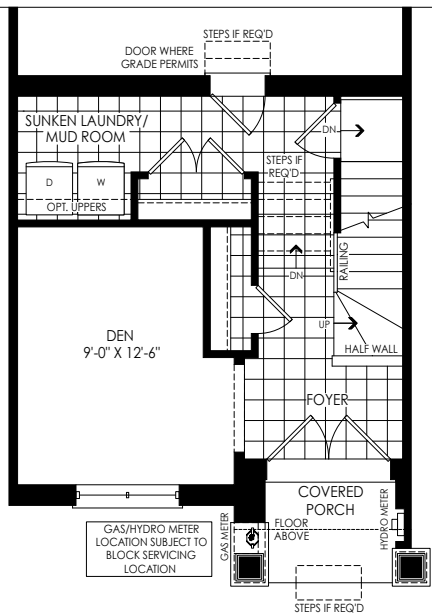 STEPS IF REQ'D
DOOR WHERE
GRADE PERMITS
SUNKEN LAUNDRY/
MUD ROOM
DN
D
W
OPT. UPPERS
STEPS IF
REQ'D
DN
RAILING
UP
HALF WALL
DEN
9'-0" X 12'-6"
FOYER
COVERED
PORCH
GAS METER
FLOOR
ABOVE
HYDRO METER
GAS/HYDRO METER
LOCATION SUBJECT TO
BLOCK SERVICING
LOCATION
STEPS IF REQ'D